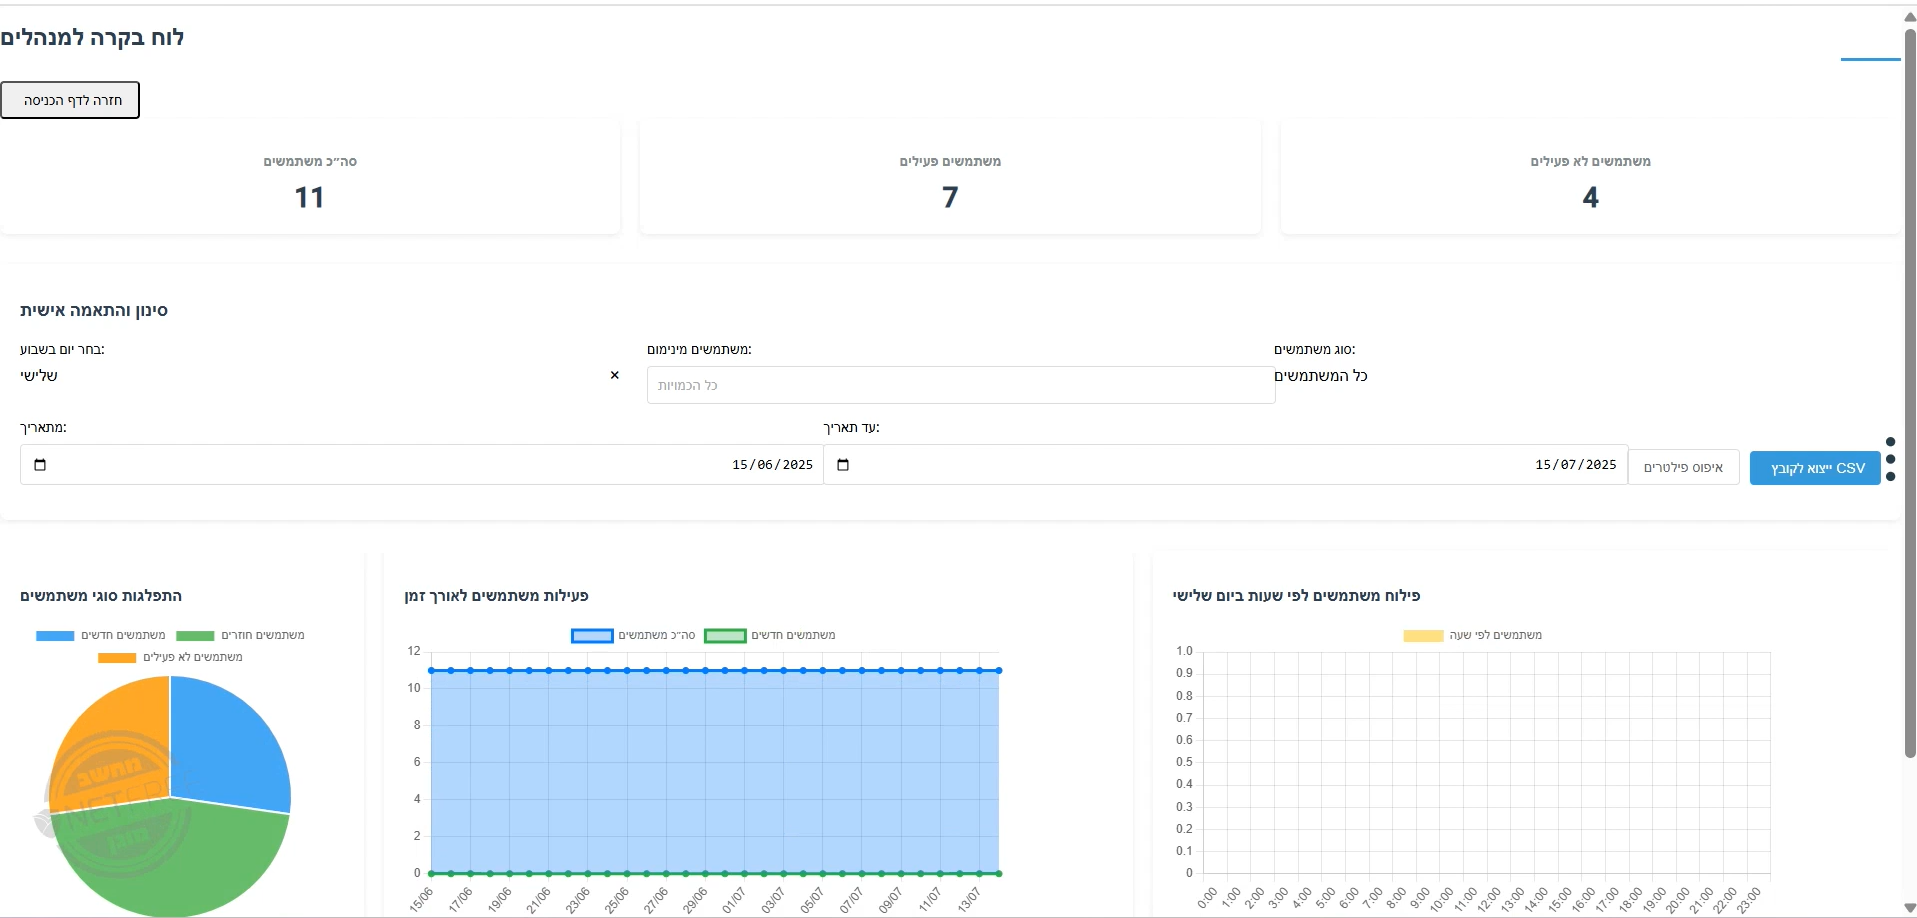 לוח בקרה למנהלים
חזרה לדף הכניסה
סה״כ משתמשים
11
משתמשים פעילים
7
משתמשים לא פעילים
4
סינון והתאמה אישית
בחר יום בשבוע:
שלישי ×
משתמשים מינימום:
כל הכמויות
סוג משתמשים:
כל המשתמשים
מתאריך:
15/06/2025
עד תאריך:
15/07/2025
איפוס פילטרים
ייצוא לקובץ CSV
התפלגות סוגי משתמשים
משתמשים חדשים
משתמשים חוזרים
משתמשים לא פעילים
מחשב
מוגן
פעילות משתמשים לאורך זמן
סה״כ משתמשים
משתמשים חדשים
12
10
8
6
4
2
0
15/06 17/06 19/06 21/06 23/06 25/06 27/06 29/06 01/07 03/07 05/07 07/07 09/07 11/07 13/07
פילוח משתמשים לפי שעות ביום שלישי
משתמשים לפי שעה
1.0
0.9
0.8
0.7
0.6
0.5
0.4
0.3
0.2
0.1
0
0:00 1:00 2:00 3:00 4:00 5:00 6:00 7:00 8:00 9:00 10:00 11:00 12:00 13:00 14:00 15:00 16:00 17:00 18:00 19:00 20:00 21:00 22:00 23:00